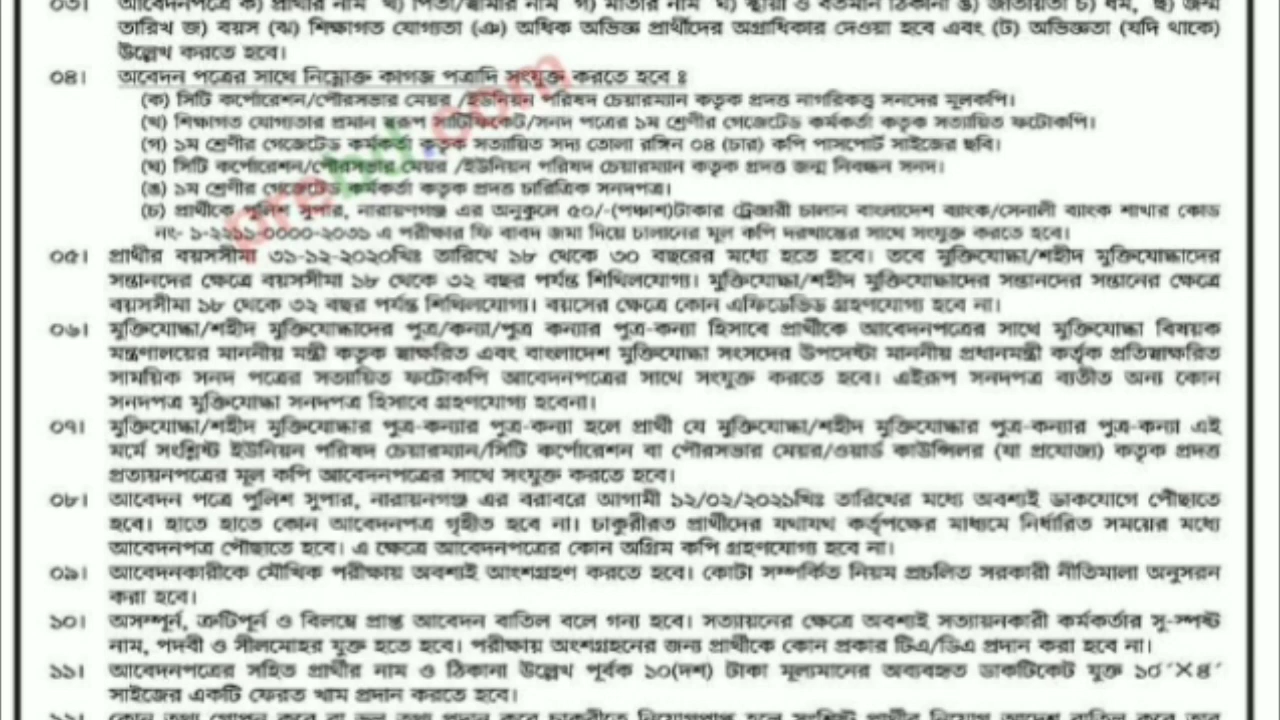 ০৩। আবেদনপত্রে ক) প্রার্থীর নাম খ) পিতা/স্বামীর নাম গ) মাতার নাম ঘ) স্থায়ী ও বর্তমান ঠিকানা ঙ) জাতীয়তা চ) ধর্ম, ছ) জন্ম
তারিখ জ) বয়স (ঝ) শিক্ষাগত যোগ্যতা (ঞ) অধিক অভিজ্ঞ প্রার্থীদের অগ্রাধিকার দেওয়া হবে এবং (ট) অভিজ্ঞতা (যদি থাকে)
উল্লেখ করতে হবে।
০৪। অবেদন পত্রের সাথে নিম্নোক্ত কাগজ পত্রাদি সংযুক্ত করতে হবে ঃ
(ক) সিটি কর্পোরেশন/পৌরসভার মেয়র /ইউনিয়ন পরিষদ চেয়ারম্যান কতৃক প্রদত্ত নাগরিকত্ব সনদের মূলকপি।
(খ) শিক্ষাগত যোগ্যতার প্রমান স্বরূপ সার্টিফিকেট/সনদ পত্রের ১ম শ্রেণীর গেজেটেড কর্মকর্তা কতৃক সত্যায়িত ফটোকপি।
(গ) ১ম শ্রেণীর গেজেটেড কর্মকর্তা কতৃক সত্যায়িত সদ্য তোলা রঙ্গিন ০৪ (চার) কপি পাসপোর্ট সাইজের ছবি।
(ঘ) সিটি কর্পোরেশন/পৌরসভার মেয়র /ইউনিয়ন পরিষদ চেয়ারম্যান কতৃক প্রদত্ত জন্ম নিবন্ধন সনদ।
(ঙ) ১ম শ্রেণীর গেজেটেড কর্মকর্তা কতৃক প্রদত্ত চারিত্রিক সনদপত্র।
(চ) প্রার্থীকে পুলিশ সুপার, নারায়নগঞ্জ এর অনুকুলে ৫০/-(পঞ্চাশ)টাকার ট্রেজারী চালান বাংলাদেশ ব্যাংক/সোনালী ব্যাংক শাখার কোড
নং- ১-২২১১-০০০০-২০৩১ এ পরীক্ষার ফি বাবদ জমা দিয়ে চালানের মূল কপি দরখাস্তের সাথে সংযুক্ত করতে হবে।
০৫। প্রার্থীর বয়সসীমা ৩১-১২-২০২০খ্রিঃ তারিখে ১৮ থেকে ৩০ বছরের মধ্যে হতে হবে। তবে মুক্তিযোদ্ধা/শহীদ মুক্তিযোদ্ধাদের
সন্তানদের ক্ষেত্রে বয়সসীমা ১৮ থেকে ৩২ বছর পর্যন্ত শিথিলযোগ্য। মুক্তিযোদ্ধা/শহীদ মুক্তিযোদ্ধাদের সন্তানদের সন্তানের ক্ষেত্রে
বয়সসীমা ১৮ থেকে ৩২ বছর পর্যন্ত শিথিলযোগ্য। বয়সের ক্ষেত্রে কোন এফিডেভিড গ্রহণযোগ্য হবে না।
০৬। মুক্তিযোদ্ধা/শহীদ মুক্তিযোদ্ধাদের পুত্র/কন্যা/পুত্র কন্যার পুত্র-কন্যা হিসাবে প্রার্থীকে আবেদনপত্রের সাথে মুক্তিযোদ্ধা বিষয়ক
মন্ত্রণালয়ের মাননীয় মন্ত্রী কতৃক স্বাক্ষরিত এবং বাংলাদেশ মুক্তিযোদ্ধা সংসদের উপদেষ্টা মাননীয় প্রধানমন্ত্রী কর্তৃক প্রতিস্বাক্ষরিত
সাময়িক সনদ পত্রের সত্যায়িত ফটোকপি আবেদনপত্রের সাথে সংযুক্ত করতে হবে। এইরূপ সনদপত্র ব্যতীত অন্য কোন
সনদপত্র মুক্তিযোদ্ধা সনদপত্র হিসাবে গ্রহণযোগ্য হবেনা।
০৭। মুক্তিযোদ্ধা/শহীদ মুক্তিযোদ্ধার পুত্র-কন্যার পুত্র-কন্যা হলে প্রার্থী যে মুক্তিযোদ্ধা/শহীদ মুক্তিযোদ্ধার পুত্র-কন্যার পুত্র-কন্যা এই
মর্মে সংশ্লিষ্ট ইউনিয়ন পরিষদ চেয়ারম্যান/সিটি কর্পোরেশন বা পৌরসভার মেয়র/ওয়ার্ড কাউন্সিলর (যা প্রযোজ্য) কতৃক প্রদত্ত
প্রত্যায়নপত্রের মূল কপি আবেদনপত্রের সাথে সংযুক্ত করতে হবে।
০৮। আবেদন পত্রে পুলিশ সুপার, নারায়নগঞ্জ এর বরাবরে আগামী ১২/০২/২০২১খ্রিঃ তারিখের মধ্যে অবশ্যই ডাকযোগে পৌছাতে
হবে। হাতে হাতে কোন আবেদনপত্র গৃহীত হবে না। চাকুরীরত প্রার্থীদের যথাযথ কর্তৃপক্ষের মাধ্যমে নির্ধারিত সময়ের মধ্যে
আবেদনপত্র পৌছাতে হবে। এ ক্ষেত্রে আবেদনপত্রের কোন অগ্রিম কপি গ্রহণযোগ্য হবে না।
০৯। আবেদনকারীকে মৌখিক পরীক্ষায় অবশ্যই আংশগ্রহণ করতে হবে। কোটা সম্পর্কিত নিয়ম প্রচলিত সরকারী নীতিমালা অনুসরন
করা হবে।
১০। অসম্পূর্ন, ত্রুটিপূর্ন ও বিলম্বে প্রাপ্ত আবেদন বাতিল বলে গন্য হবে। সত্যায়নের ক্ষেত্রে অবশ্যই সত্যায়নকারী কর্মকর্তার সু-স্পষ্ট
নাম, পদবী ও সীলমোহর যুক্ত হতে হবে। পরীক্ষায় অংশগ্রহনের জন্য প্রার্থীকে কোন প্রকার টিএ/ডিএ প্রদান করা হবে না।
১১। আবেদনপত্রের সহিত প্রার্থীর নাম ও ঠিকানা উল্লেখ পূর্বক ১০(দশ) টাকা মূল্যমানের অব্যবহৃত ডাকটিকেট যুক্ত ১০˝×৪˝
সাইজের একটি ফেরত খাম প্রদান করতে হবে।